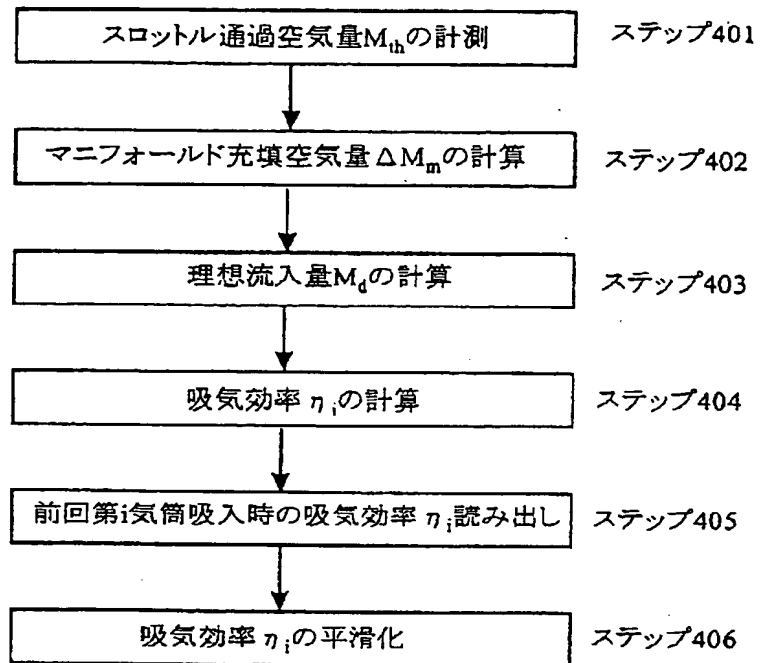 スロットル通過空気量Mthの計測 ステップ401
マニフォールド充填空気量ΔMmの計算 ステップ402
理想流入量Mdの計算 ステップ403
吸気効率ηiの計算 ステップ404
前回第i気筒吸入時の吸気効率ηi読み出し ステップ405
吸気効率ηiの平滑化 ステップ406